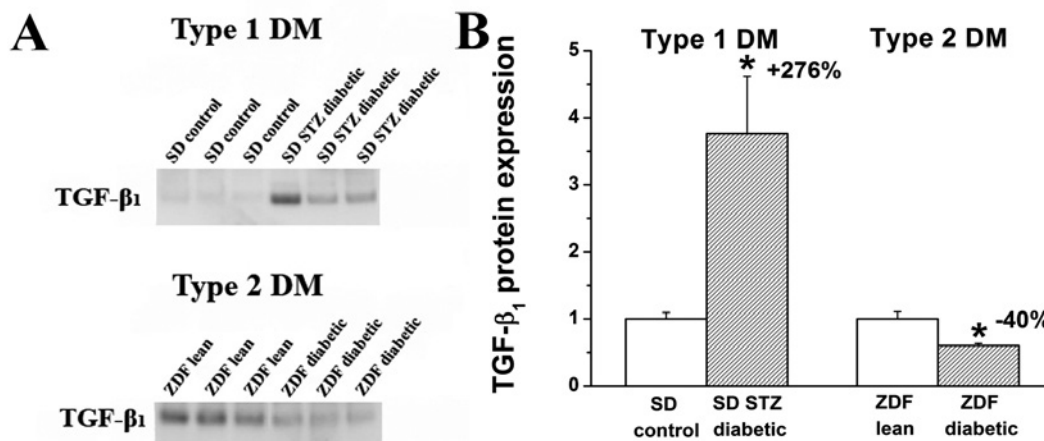 A
Type 1 DM
SD control
SD control
SD control
SD STZ diabetic
SD STZ diabetic
SD STZ diabetic
TGF-β1
Type 2 DM
ZDF lean
ZDF lean
ZDF lean
ZDF diabetic
ZDF diabetic
ZDF diabetic
TGF-β1
B
TGF-β₁ protein expression
5
4
3
2
1
0
Type 1 DM
Type 2 DM
* +276%
* -40%
SD control
SD STZ diabetic
ZDF lean
ZDF diabetic